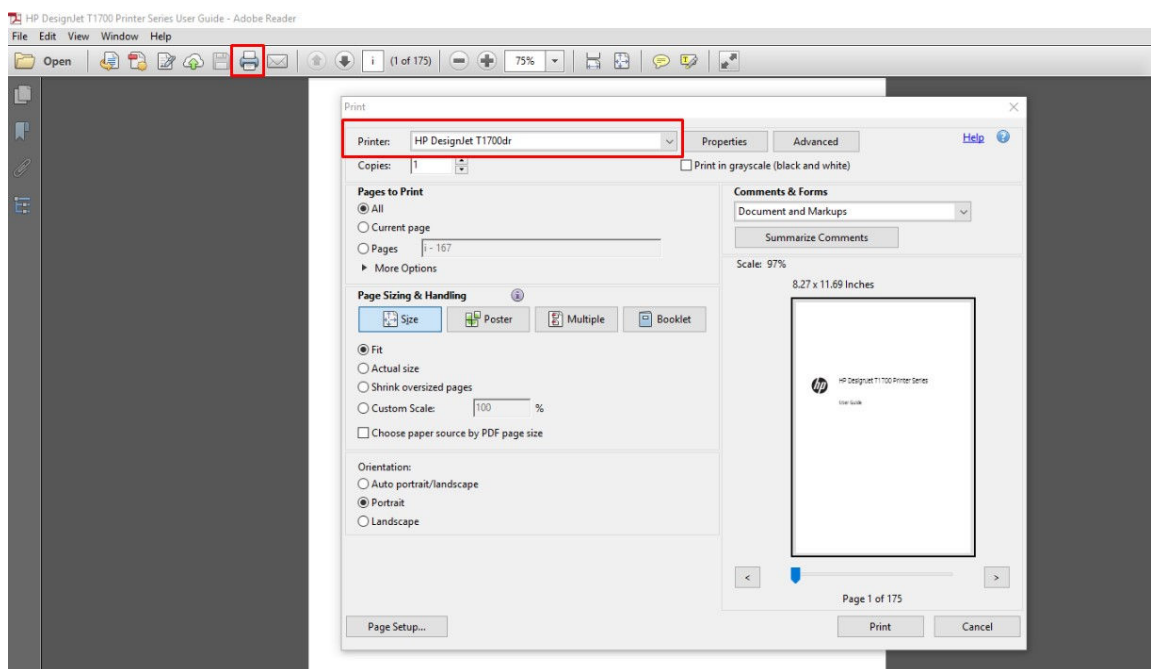 HP DesignJet T1700 Printer Series User Guide - Adobe Reader
File Edit View Window Help
Open i (1 of 175) 75%
Print
Printer: HP DesignJet T1700dr Properties Advanced Help
Copies: 1 Print in grayscale (black and white)
Pages to Print
All
Current page
Pages i - 167
More Options
Page Sizing & Handling
Size Poster Multiple Booklet
Fit
Actual size
Shrink oversized pages
Custom Scale: 100 %
Choose paper source by PDF page size
Orientation:
Auto portrait/landscape
Portrait
Landscape
Comments & Forms
Document and Markups
Summarize Comments
Scale: 97%
8.27 x 11.69 Inches
hp
HP DesignJet T1700 Printer Series
User Guide
< >
Page 1 of 175
Page Setup... Print Cancel